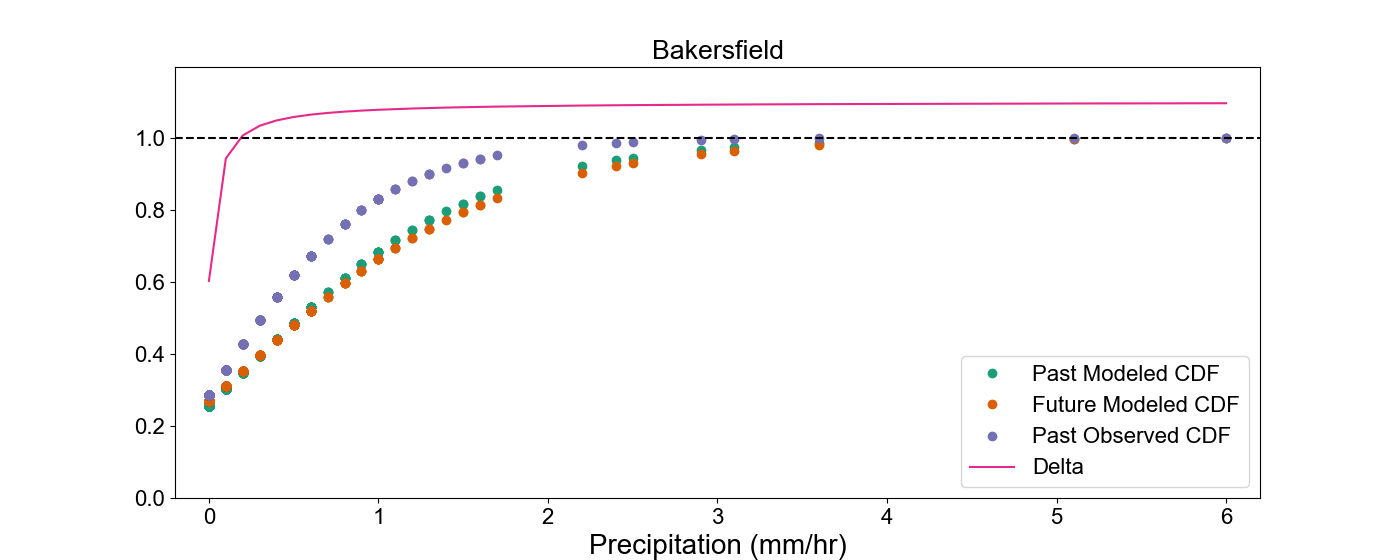 Bakersfield
1.0
0.8
0.6
0.4
0.2
0.0
Past Modeled CDF
Future Modeled CDF
Past Observed CDF
Delta
0 1 2 3 4 5 6
Precipitation (mm/hr)